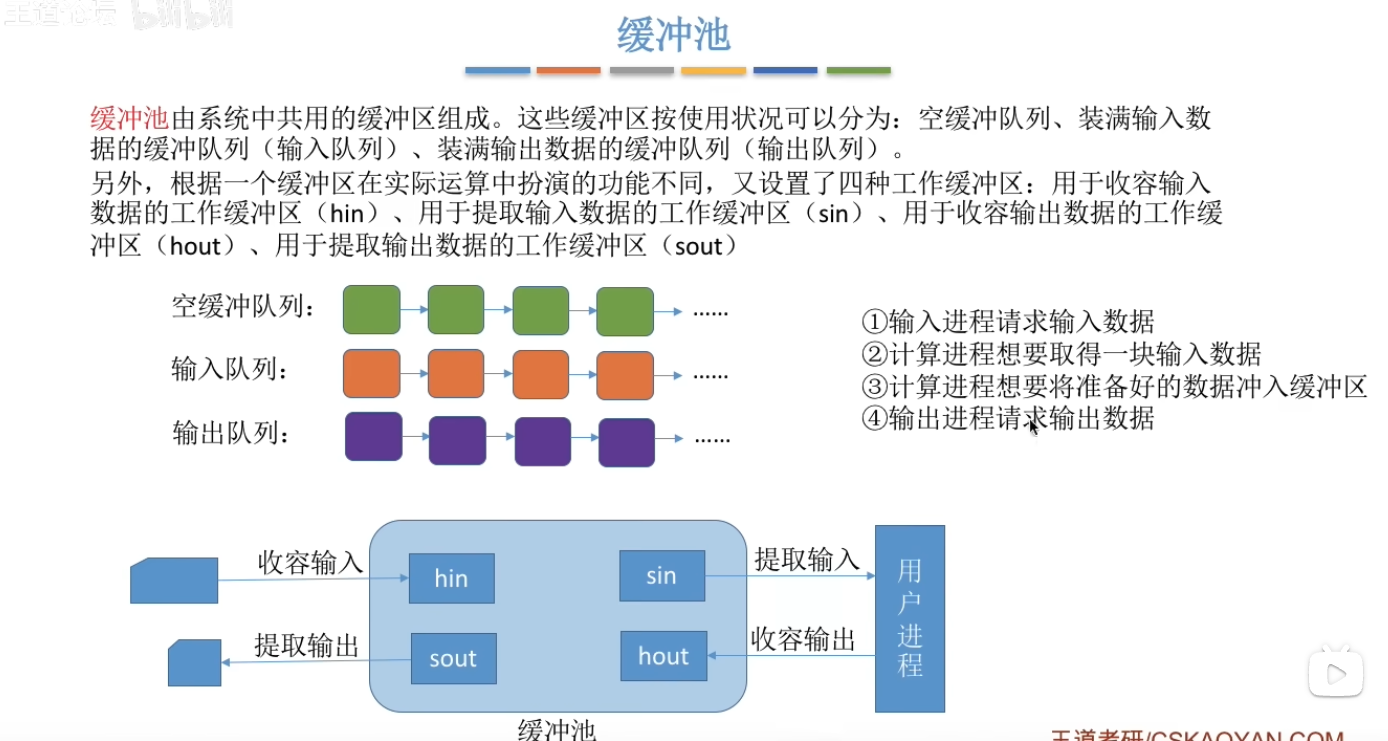 bilibili
缓冲池
缓冲池由系统中共用的缓冲区组成。这些缓冲区按使用状况可以分为：空缓冲队列、装满输入数
据的缓冲队列（输入队列）、装满输出数据的缓冲队列（输出队列）。
另外，根据一个缓冲区在实际运算中扮演的功能不同，又设置了四种工作缓冲区：用于收容输入
数据的工作缓冲区（hin）、用于提取输入数据的工作缓冲区（sin）、用于收容输出数据的工作缓
冲区（hout）、用于提取输出数据的工作缓冲区（sout）
空缓冲队列：
......
输入队列：
......
输出队列：
......
①输入进程请求输入数据
②计算进程想要取得一块输入数据
③计算进程想要将准备好的数据冲入缓冲区
④输出进程请求输出数据
收容输入
hin
sin
提取输入
用户进程
提取输出
sout
hout
收容输出
缓冲池
王道考研/CSKAOYAN.COM